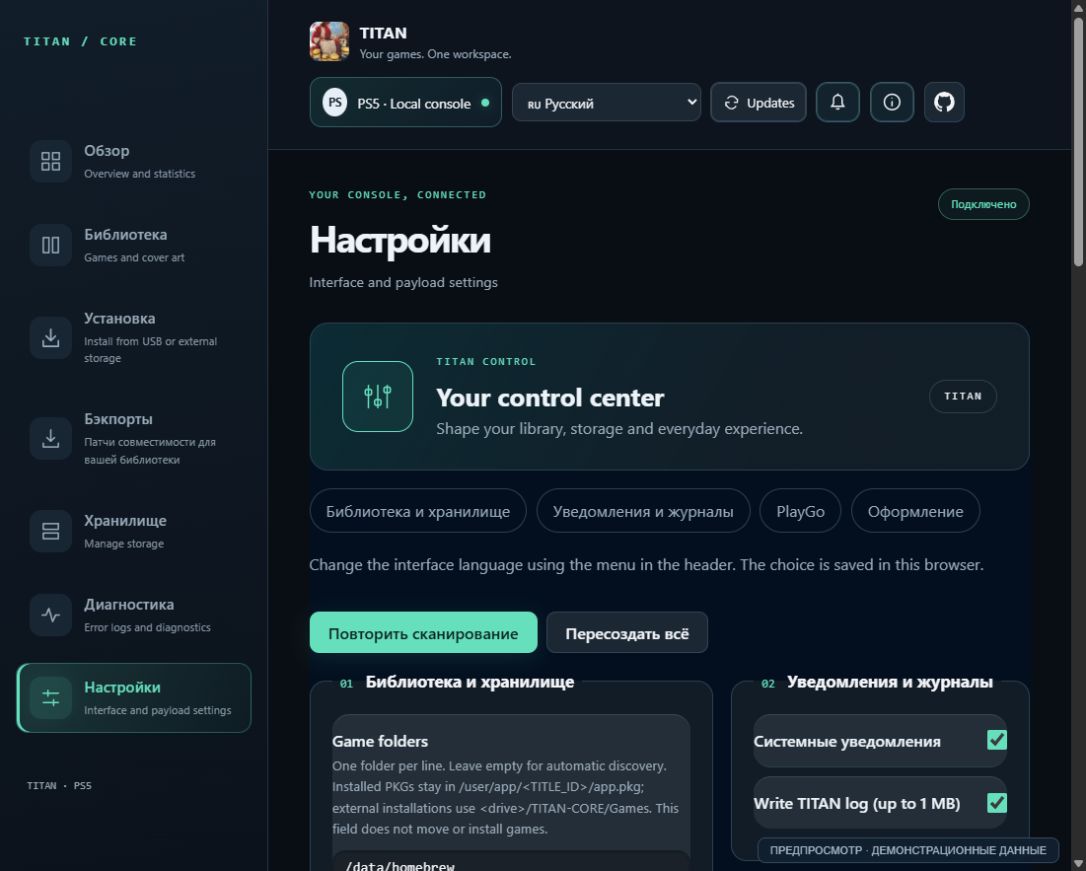 TITAN / CORE
Обзор
Overview and statistics
Библиотека
Games and cover art
Установка
Install from USB or external
storage
Бэкпорты
Патчи совместимости для
вашей библиотеки
Хранилище
Manage storage
Диагностика
Error logs and diagnostics
Настройки
Interface and payload settings
TITAN · PS5
TITAN
Your games. One workspace.
PS PS5 · Local console
RU Русский
Updates
YOUR CONSOLE, CONNECTED
Подключено
Настройки
Interface and payload settings
TITAN CONTROL
Your control center
Shape your library, storage and everyday experience.
TITAN
Библиотека и хранилище
Уведомления и журналы
PlayGo
Оформление
Change the interface language using the menu in the header. The choice is saved in this browser.
Повторить сканирование
Пересоздать всё
01 Библиотека и хранилище
Game folders
One folder per line. Leave empty for automatic discovery.
Installed PKGs stay in /user/app/<TITLE_ID>/app.pkg;
external installations use <drive>/TITAN-CORE/Games. This
field does not move or install games.
/data/homebrew
02 Уведомления и журналы
Системные уведомления
Write TITAN log (up to 1 MB)
ПРЕДПРОСМОТР · ДЕМОНСТРАЦИОННЫЕ ДАННЫЕ